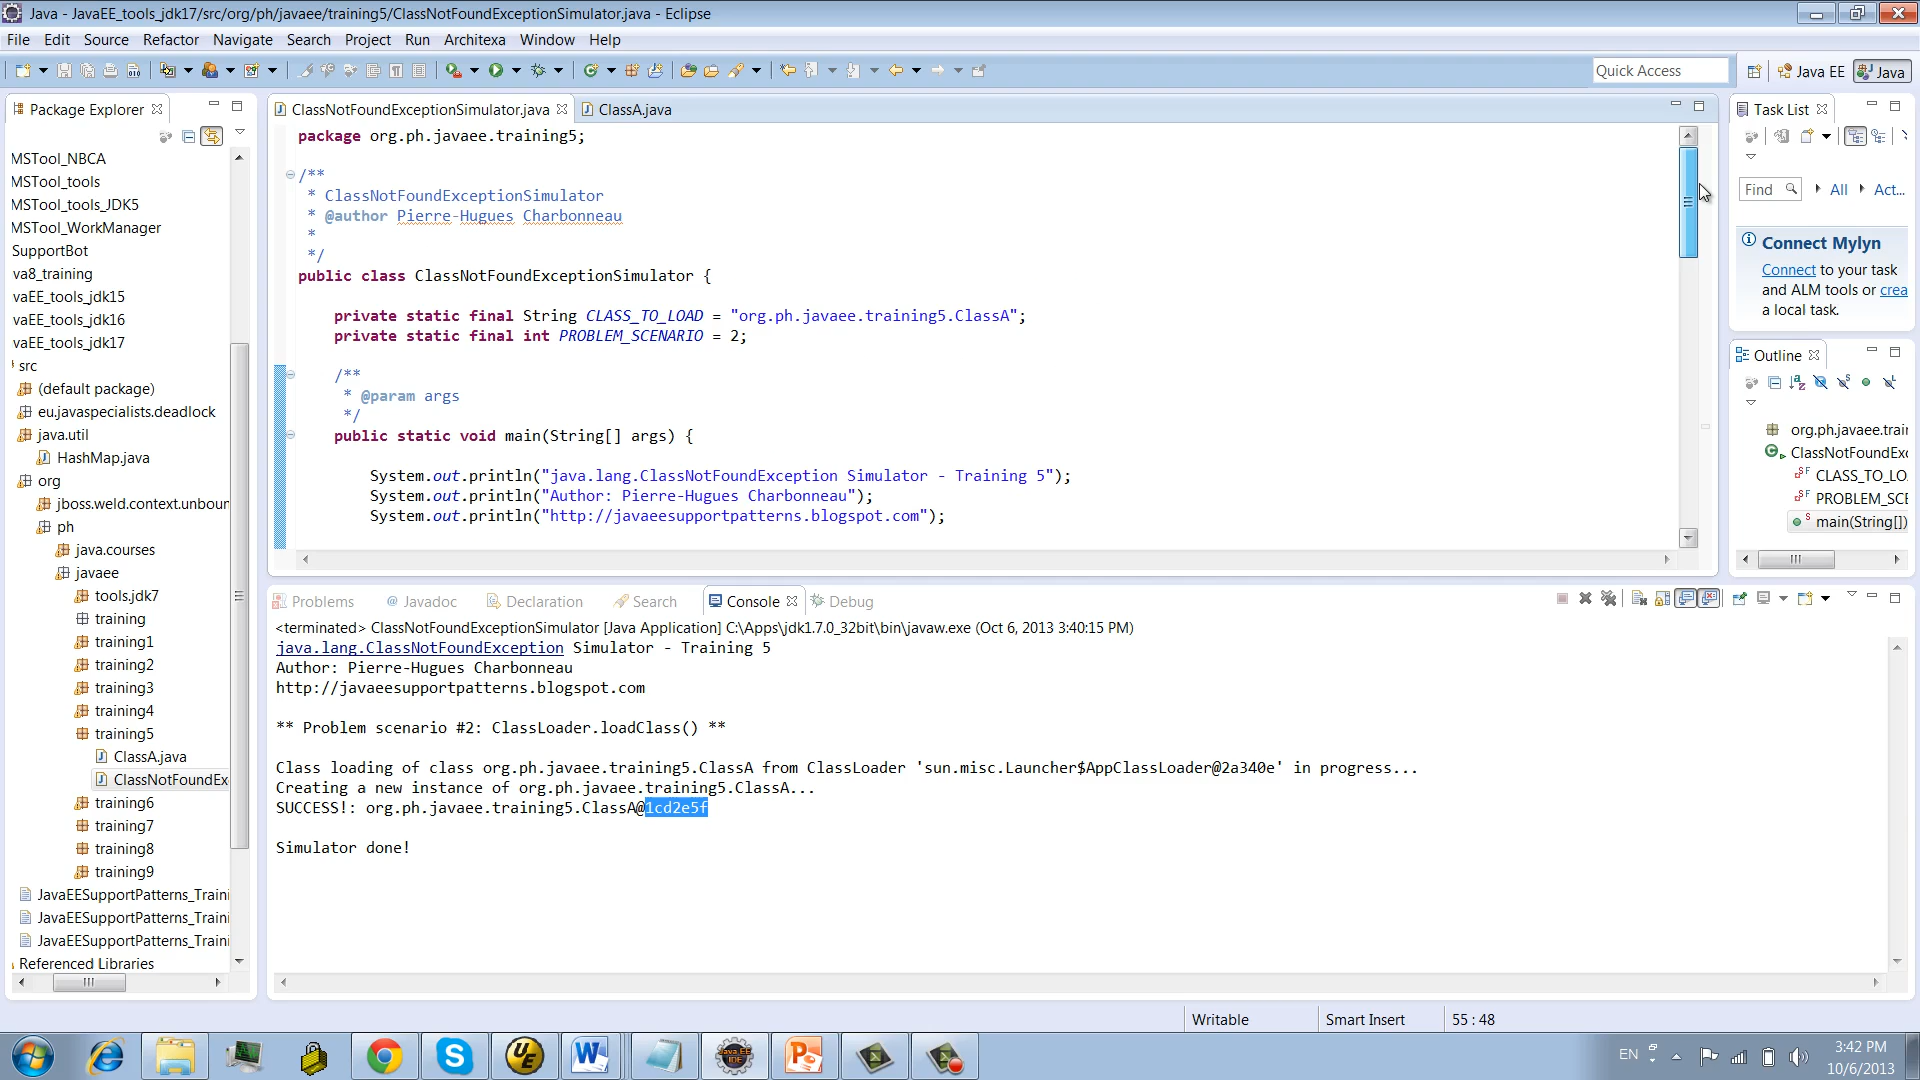 Java - JavaEE_tools_jdk17/src/org/ph/javaee/training5/ClassNotFoundExceptionSimulator.java - Eclipse
File Edit Source Refactor Navigate Search Project Run Architexa Window Help
Quick Access
Java EE
Java
Package Explorer
MSTool_NBCA
MSTool_tools
MSTool_tools_JDK5
MSTool_WorkManager
SupportBot
va8_training
vaEE_tools_jdk15
vaEE_tools_jdk16
vaEE_tools_jdk17
src
(default package)
eu.javaspecialists.deadlock
java.util
HashMap.java
org
jboss.weld.context.unboun
ph
java.courses
javaee
tools.jdk7
training
training1
training2
training3
training4
training5
ClassA.java
ClassNotFoundEx
training6
training7
training8
training9
JavaEESupportPatterns_Traini
JavaEESupportPatterns_Traini
JavaEESupportPatterns_Traini
Referenced Libraries
ClassNotFoundExceptionSimulator.java
ClassA.java
package org.ph.javaee.training5;
/**
* ClassNotFoundExceptionSimulator
* @author Pierre-Hugues Charbonneau
*
*/
public class ClassNotFoundExceptionSimulator {
private static final String CLASS_TO_LOAD = "org.ph.javaee.training5.ClassA";
private static final int PROBLEM_SCENARIO = 2;
/**
* @param args
*/
public static void main(String[] args) {
System.out.println("java.lang.ClassNotFoundException Simulator - Training 5");
System.out.println("Author: Pierre-Hugues Charbonneau");
System.out.println("http://javaeesupportpatterns.blogspot.com");
Task List
Find
All
Act...
Connect Mylyn
Connect to your task
and ALM tools or crea
a local task.
Outline
org.ph.javaee.trair
ClassNotFoundExc
CLASS_TO_LO
PROBLEM_SCE
main(String[])
Problems Javadoc Declaration Search Console Debug
<terminated> ClassNotFoundExceptionSimulator [Java Application] C:\Apps\jdk1.7.0_32bit\bin\javaw.exe (Oct 6, 2013 3:40:15 PM)
java.lang.ClassNotFoundException Simulator - Training 5
Author: Pierre-Hugues Charbonneau
http://javaeesupportpatterns.blogspot.com
** Problem scenario #2: ClassLoader.loadClass() **
Class loading of class org.ph.javaee.training5.ClassA from ClassLoader 'sun.misc.Launcher$AppClassLoader@2a340e' in progress...
Creating a new instance of org.ph.javaee.training5.ClassA...
SUCCESS!: org.ph.javaee.training5.ClassA@1cd2e5f
Simulator done!
Writable
Smart Insert
55 : 48
EN
3:42 PM
10/6/2013